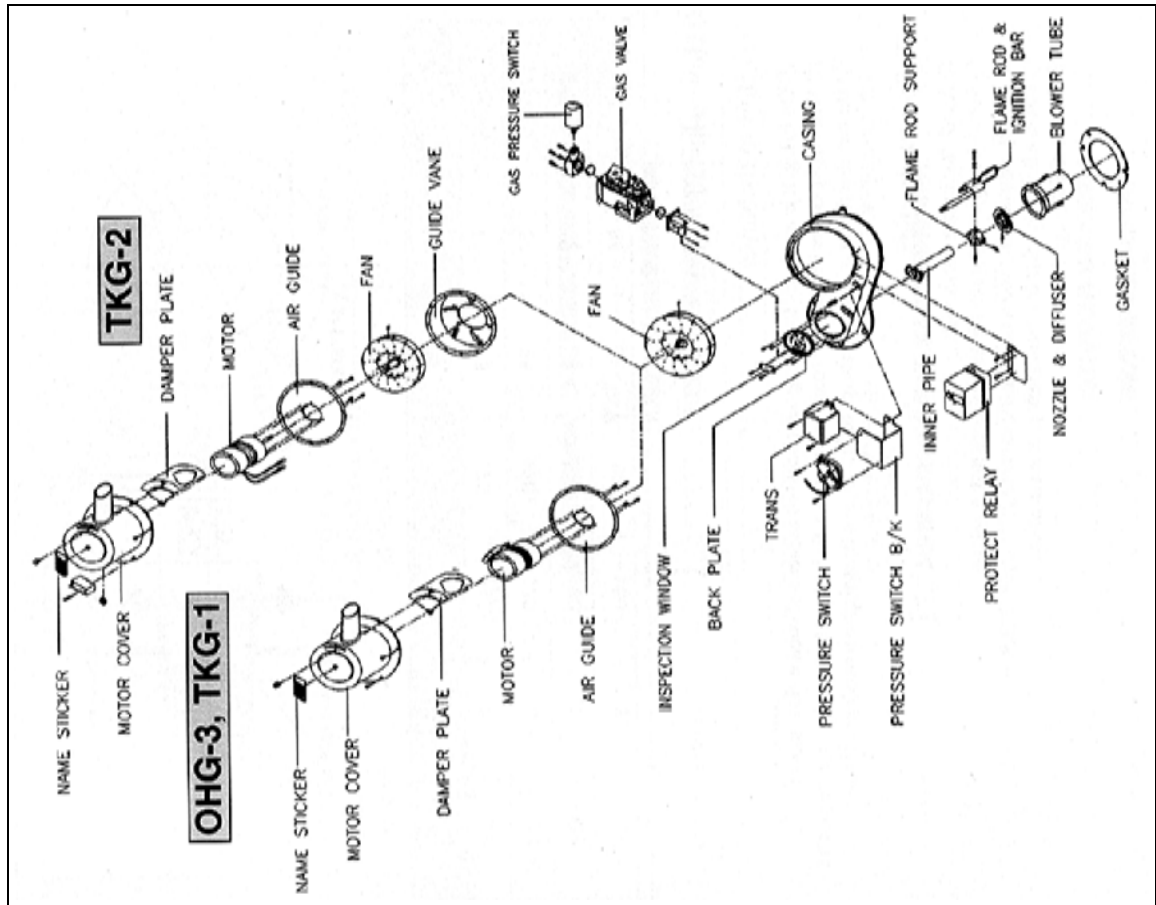 TKG-2
NAME STICKER
MOTOR COVER
DAMPER PLATE
MOTOR
AIR GUIDE
FAN
GUIDE VANE
OHG-3, TKG-1
NAME STICKER
MOTOR COVER
DAMPER PLATE
MOTOR
AIR GUIDE
FAN
GAS PRESSURE SWITCH
GAS VALVE
CASING
INSPECTION WINDOW
BACK PLATE
TRANS
PRESSURE SWITCH
PRESSURE SWITCH B/K
INNER PIPE
PROTECT RELAY
FLAME ROD SUPPORT
FLAME ROD &
IGNITION BAR
BLOWER TUBE
NOZZLE & DIFFUSER
GASKET